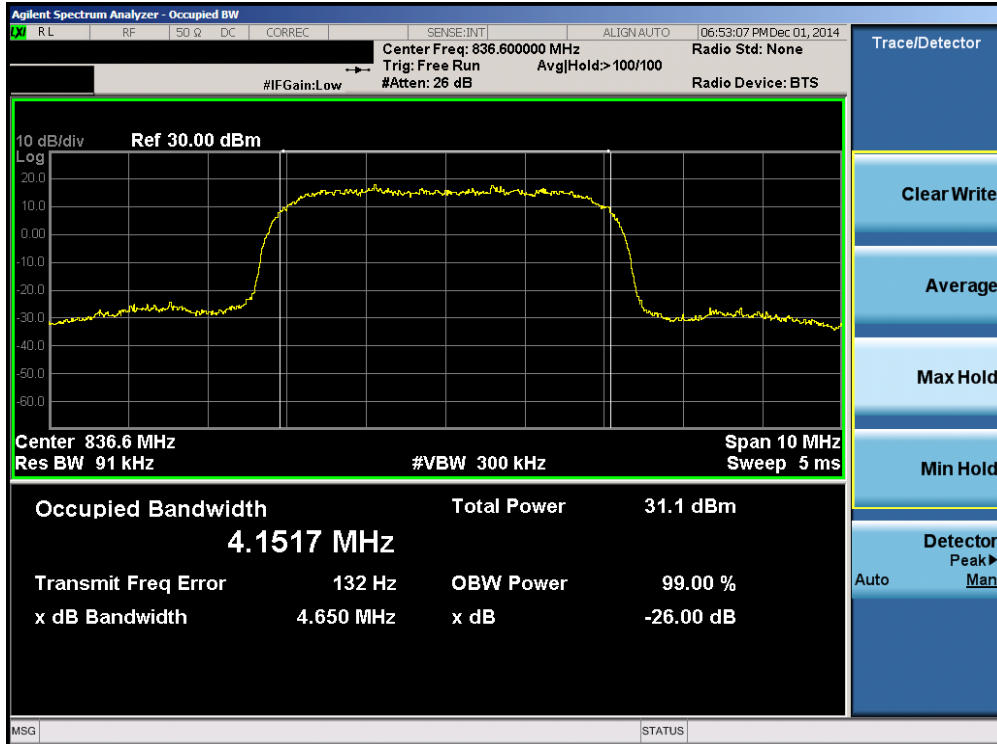 Agilent Spectrum Analyzer - Occupied BW
LXI RL RF 50 Ω DC CORREC SENSE:INT ALIGN AUTO 06:53:07 PM Dec 01, 2014
Center Freq: 836.600000 MHz Radio Std: None
Trig: Free Run Avg|Hold:> 100/100
#IFGain:Low #Atten: 26 dB Radio Device: BTS
10 dB/div Ref 30.00 dBm
Log
20.0
10.0
0.00
-10.0
-20.0
-30.0
-40.0
-50.0
-60.0
Center 836.6 MHz Span 10 MHz
Res BW 91 kHz #VBW 300 kHz Sweep 5 ms
Occupied Bandwidth Total Power 31.1 dBm
4.1517 MHz
Transmit Freq Error 132 Hz OBW Power 99.00 %
x dB Bandwidth 4.650 MHz x dB -26.00 dB
MSG STATUS
Trace/Detector
Clear Write
Average
Max Hold
Min Hold
Detector
Peak▶
Auto Man